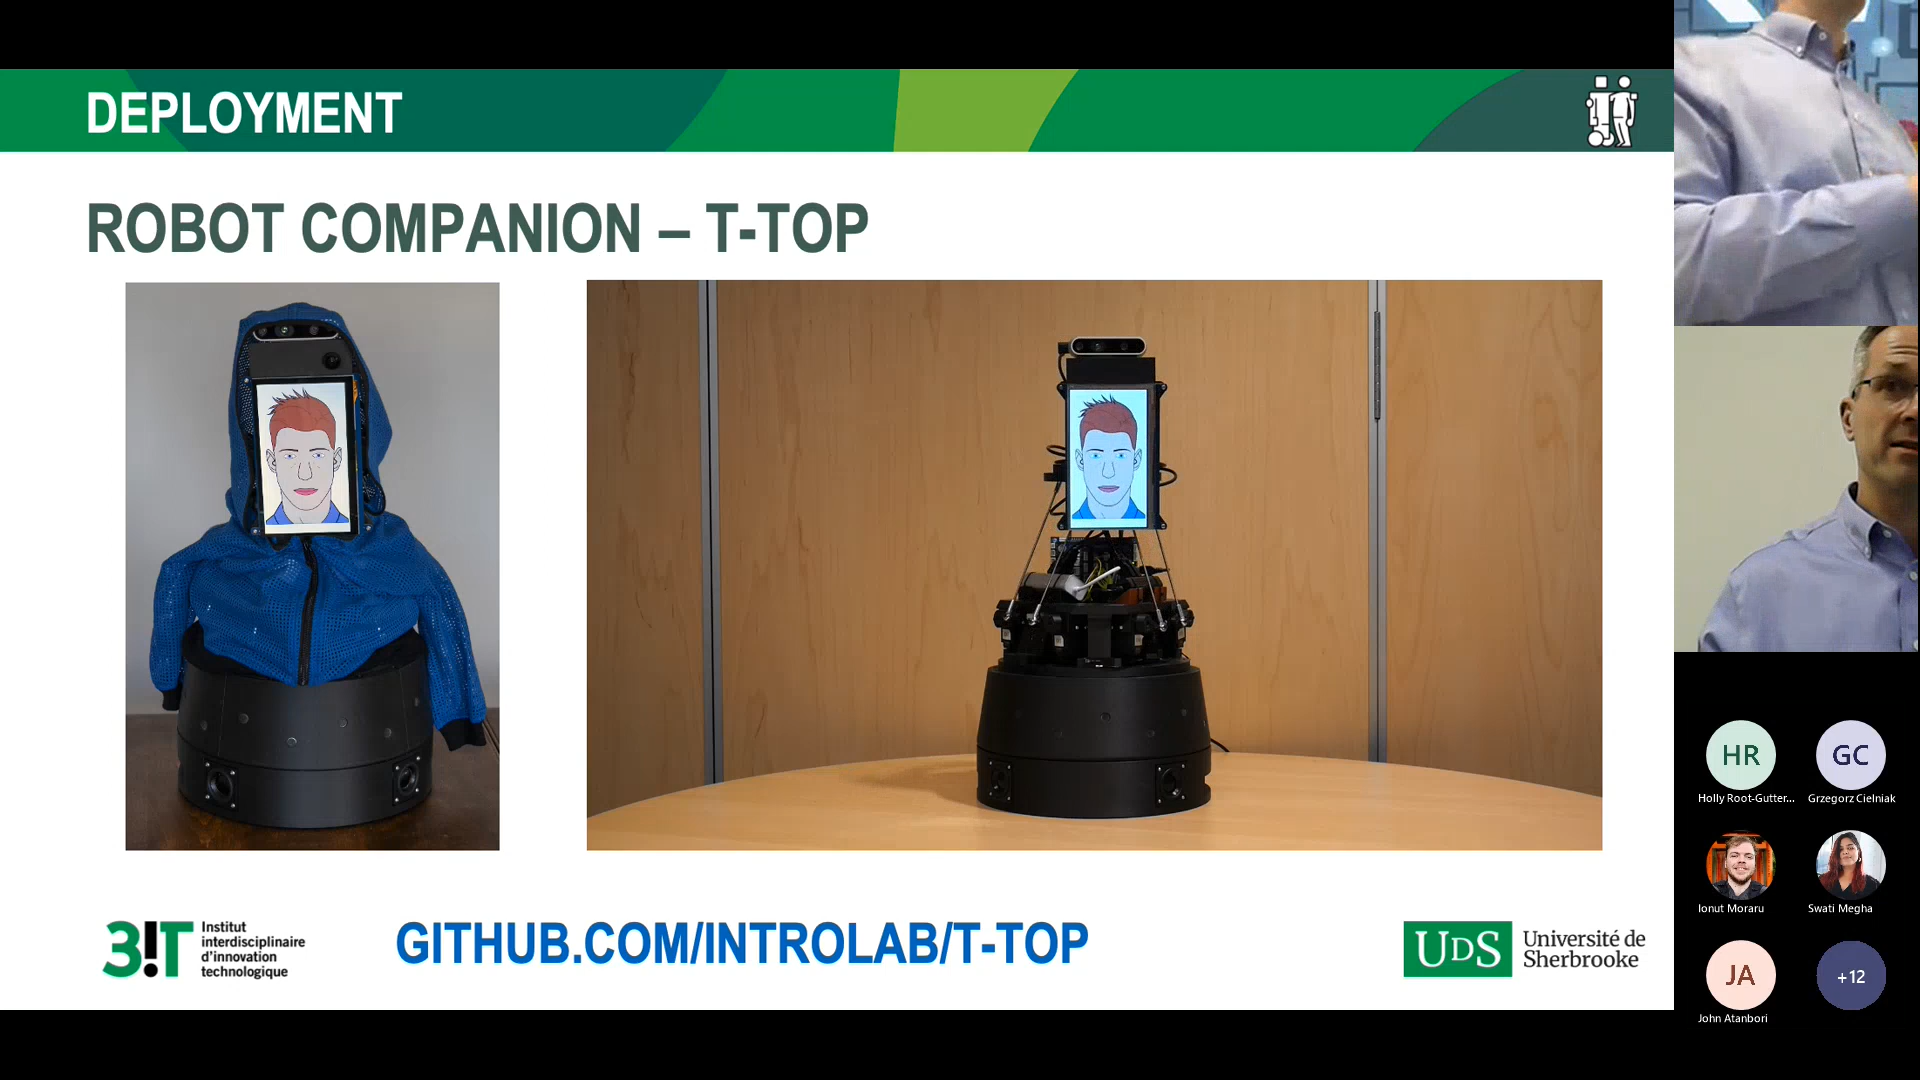 DEPLOYMENT
ROBOT COMPANION – T-TOP
3!T Institut
interdisciplinaire
d'innovation
technologique
GITHUB.COM/INTROLAB/T-TOP
UDS Université de
Sherbrooke
HR
Holly Root-Gutter...
GC
Grzegorz Cielniak
Ionut Moraru
Swati Megha
JA
John Atanbori
+12